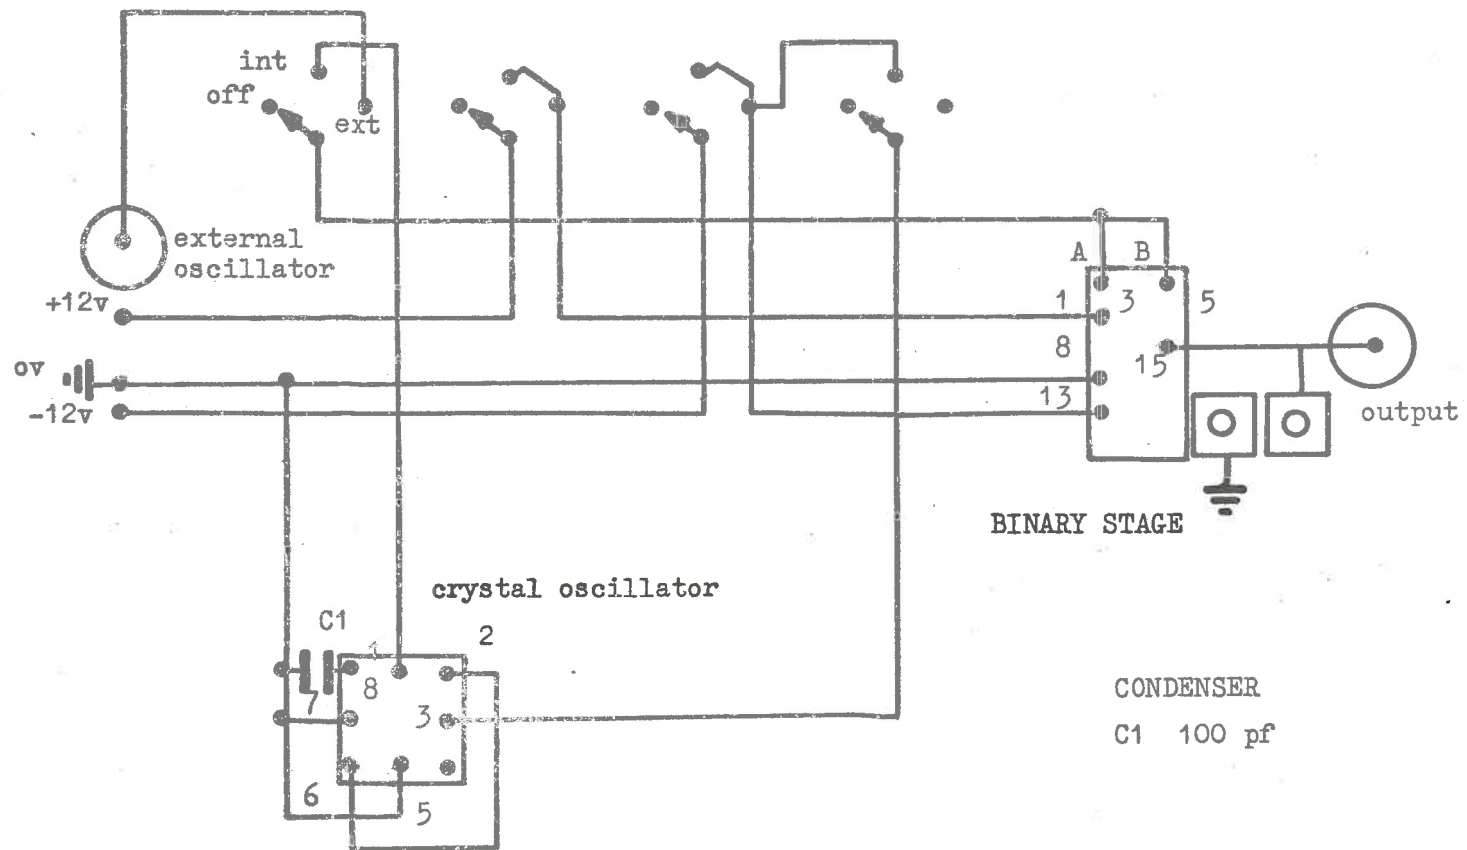 int
off
ext
external
oscillator
+12v
ov
-12v
A B
1 3 5
8
15
13
output
BINARY STAGE
crystal oscillator
C1
2
1
8
7
3
6
5
CONDENSER
C1 100 pf